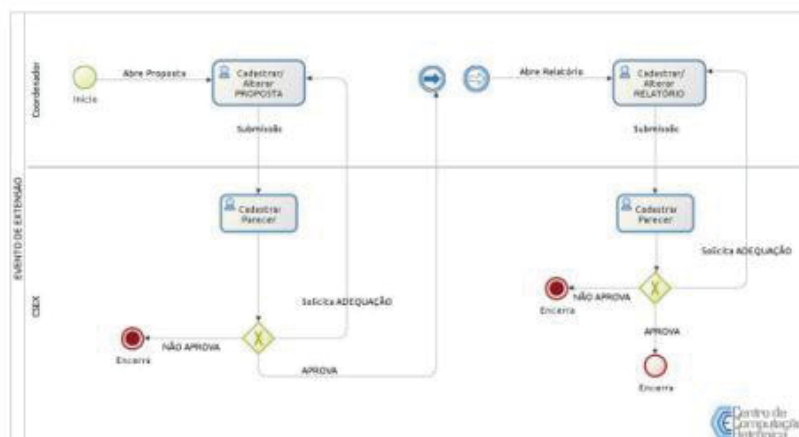 EVENTO DE EXTENSÃO
Coordenador
Início
Abre Proposta
Cadastrar/
Alterar
PROPOSTA
Submissão
Abre Relatório
Cadastrar/
Alterar
RELATÓRIO
Submissão
CSEX
Cadastrar
Parecer
Solicita ADEQUAÇÃO
NÃO APROVA
Encerra
APROVA
Cadastrar
Parecer
Solicita ADEQUAÇÃO
NÃO APROVA
Encerra
APROVA
Encerra
Centro de
Computação
Eletrônica